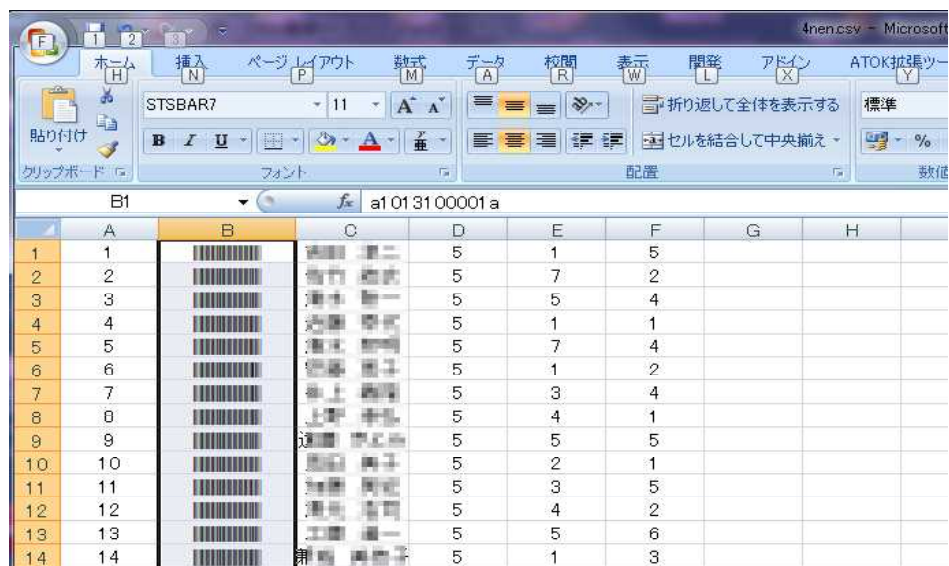 4nen.csv - Microsoft
F 1 2 3
ホーム 挿入 ページ レイアウト 数式 データ 校閲 表示 開発 アドイン ATOK拡張ツー
H N P M A R W L X Y
STSBAR7 11 A A 折り返して全体を表示する 標準
貼り付け B I U A 亜 セルを結合して中央揃え %
クリップボード フォント 配置 数値
B1 fx a1013100001a
A B C D E F G H
1 1 5 1 5
2 2 5 7 2
3 3 5 5 4
4 4 5 1 1
5 5 5 7 4
6 6 5 1 2
7 7 5 3 4
8 8 5 4 1
9 9 5 5 5
10 10 5 2 1
11 11 5 3 5
12 12 5 4 2
13 13 5 5 6
14 14 5 1 3